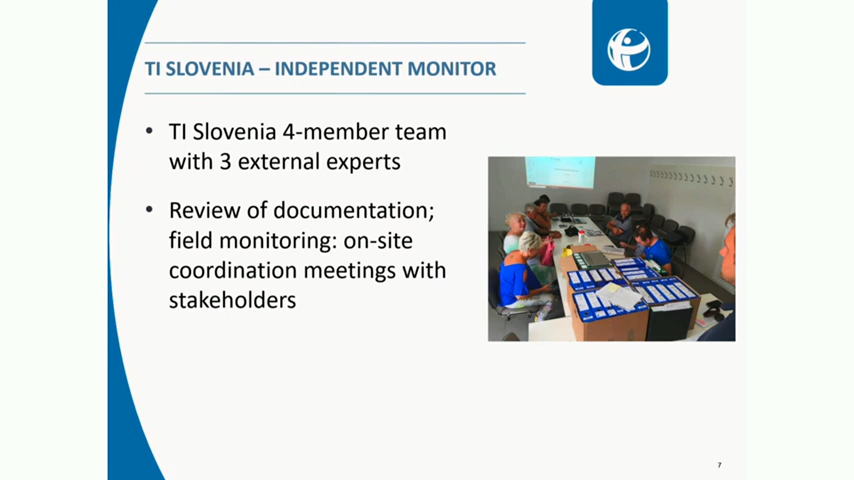 TI SLOVENIA – INDEPENDENT MONITOR
• TI Slovenia 4-member team
with 3 external experts
• Review of documentation;
field monitoring: on-site
coordination meetings with
stakeholders
7